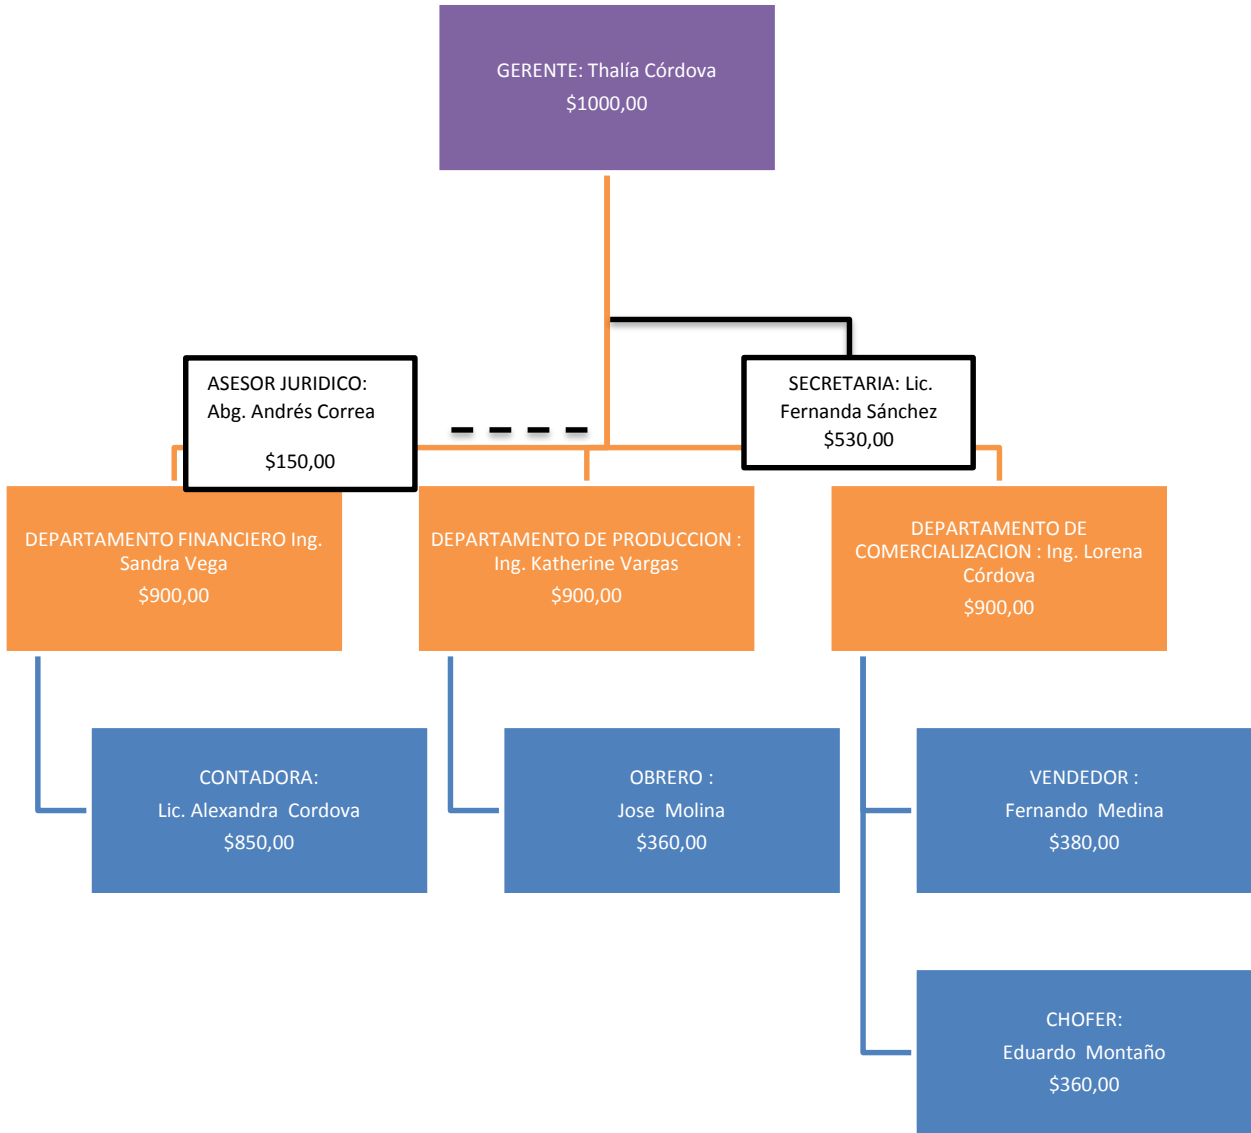 GERENTE: Thalía Córdova
$1000,00
ASESOR JURIDICO:
Abg. Andrés Correa
$150,00
SECRETARIA: Lic.
Fernanda Sánchez
$530,00
DEPARTAMENTO FINANCIERO Ing.
Sandra Vega
$900,00
DEPARTAMENTO DE PRODUCCION :
Ing. Katherine Vargas
$900,00
DEPARTAMENTO DE
COMERCIALIZACION : Ing. Lorena
Córdova
$900,00
CONTADORA:
Lic. Alexandra  Cordova
$850,00
OBRERO :
Jose  Molina
$360,00
VENDEDOR :
Fernando  Medina
$380,00
CHOFER:
Eduardo  Montaño
$360,00